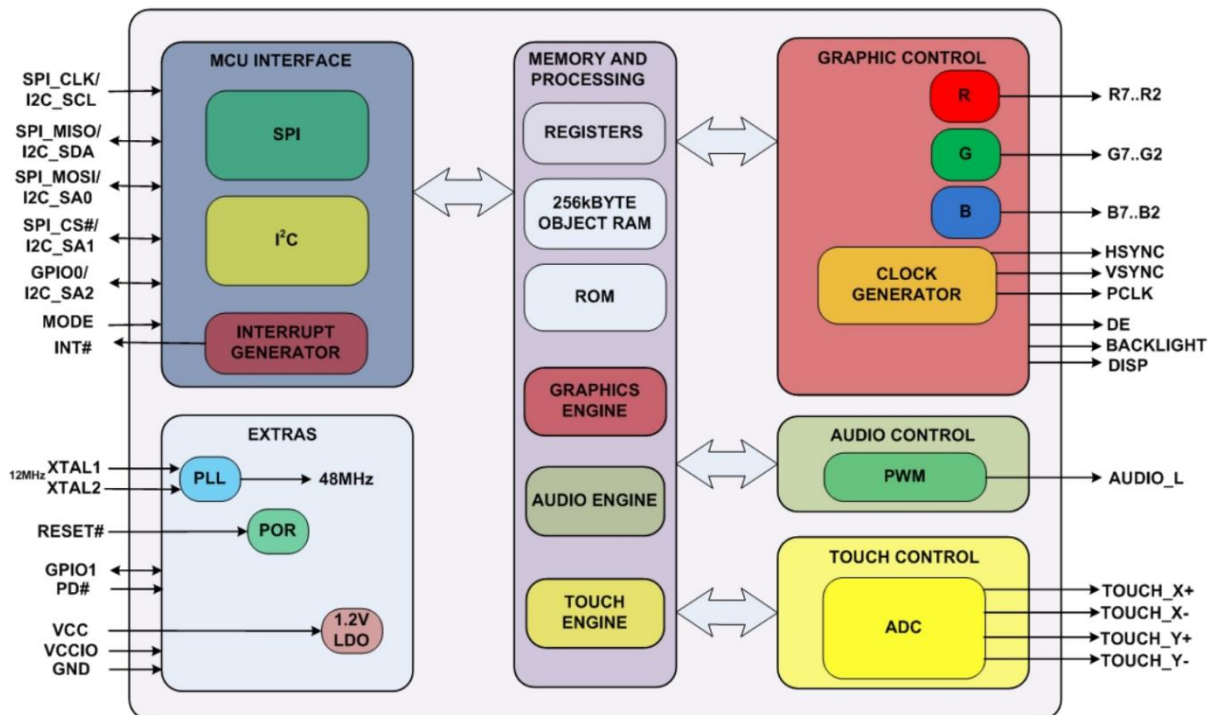 MCU INTERFACE
SPI_CLK/
I2C_SCL
SPI_MISO/
I2C_SDA
SPI_MOSI/
I2C_SA0
SPI_CS#/
I2C_SA1
GPIO0/
I2C_SA2
MODE
INT#
SPI
I²C
INTERRUPT
GENERATOR
EXTRAS
12MHz
XTAL1
XTAL2
PLL
48MHz
RESET#
POR
GPIO1
PD#
VCC
VCCIO
GND
1.2V
LDO
MEMORY AND
PROCESSING
REGISTERS
256kBYTE
OBJECT RAM
ROM
GRAPHICS
ENGINE
AUDIO ENGINE
TOUCH
ENGINE
GRAPHIC CONTROL
R
R7..R2
G
G7..G2
B
B7..B2
CLOCK
GENERATOR
HSYNC
VSYNC
PCLK
DE
BACKLIGHT
DISP
AUDIO CONTROL
PWM
AUDIO_L
TOUCH CONTROL
ADC
TOUCH_X+
TOUCH_X-
TOUCH_Y+
TOUCH_Y-